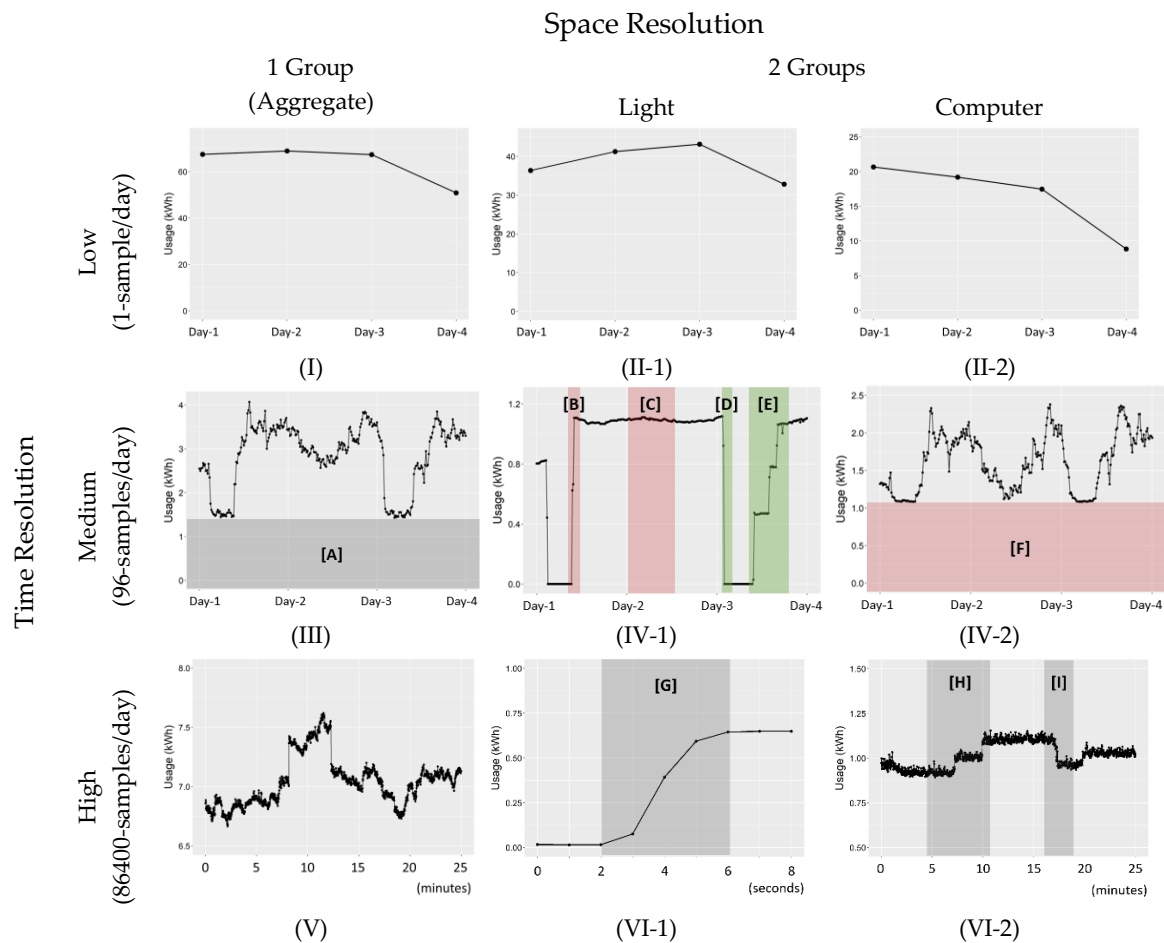 Space Resolution
1 Group
(Aggregate)
2 Groups
Light
Computer
Time Resolution
Low
(1-sample/day)
Usage (kWh)
60
40
20
0
Day-1
Day-2
Day-3
Day-4
(I)
Usage (kWh)
40
30
20
10
0
Day-1
Day-2
Day-3
Day-4
(II-1)
Usage (kWh)
25
20
15
10
5
0
Day-1
Day-2
Day-3
Day-4
(II-2)
Medium
(96-samples/day)
Usage (kWh)
4
3
2
1
0
[A]
Day-1
Day-2
Day-3
Day-4
(III)
Usage (kWh)
1.2
0.8
0.4
0.0
[B]
[C]
[D]
[E]
Day-1
Day-2
Day-3
Day-4
(IV-1)
Usage (kWh)
2.5
2.0
1.5
1.0
0.5
0.0
[F]
Day-1
Day-2
Day-3
Day-4
(IV-2)
High
(86400-samples/day)
Usage (kWh)
8.0
7.5
7.0
6.5
0
5
10
15
20
25
(minutes)
(V)
Usage (kWh)
1.00
0.75
0.50
0.25
0.00
[G]
0
2
4
6
8
(seconds)
(VI-1)
Usage (kWh)
1.50
1.25
1.00
0.75
0.50
[H]
[I]
0
5
10
15
20
25
(minutes)
(VI-2)